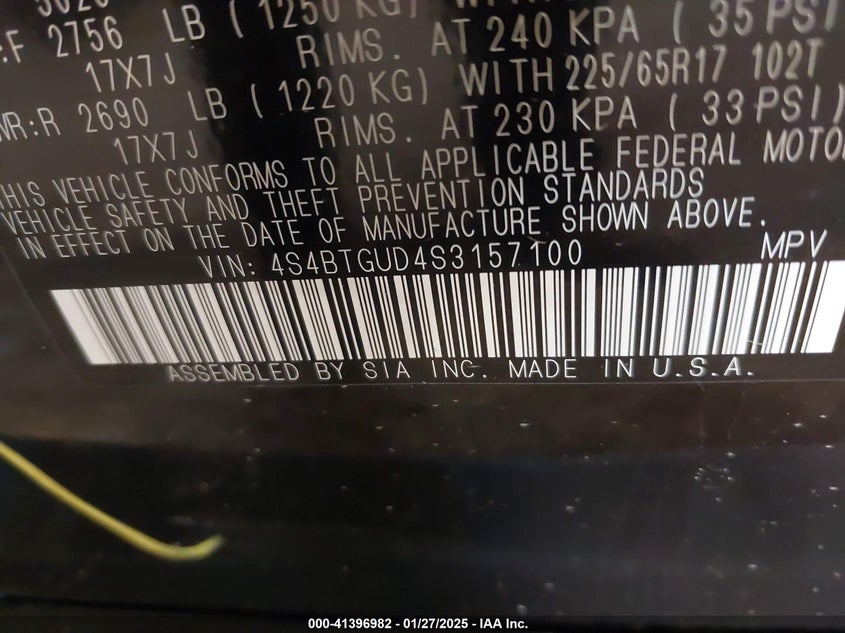 :F 2756 LB ( 1250 KG)
17X7J RIMS. AT 240 KPA ( 35 PSI
WR:R 2690 LB ( 1220 KG) WITH 225/65R17 102T
17X7J RIMS. AT 230 KPA ( 33 PSI)
THIS VEHICLE CONFORMS TO ALL APPLICABLE FEDERAL MOTO
VEHICLE SAFETY AND THEFT PREVENTION STANDARDS
IN EFFECT ON THE DATE OF MANUFACTURE SHOWN ABOVE.
VIN: 4S4BTGUD4S3157100 MPV
ASSEMBLED BY SIA INC. MADE IN U.S.A.
000-41396982 - 01/27/2025 - IAA Inc.